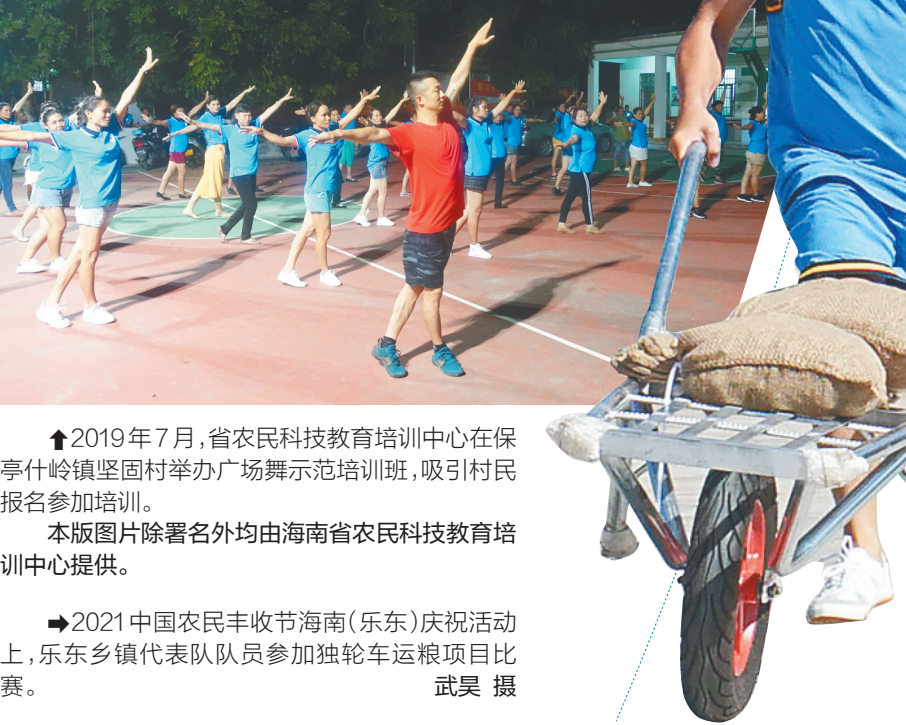 ⬆2019年7月,省农民科技教育培训中心在保
亭什岭镇坚固村举办广场舞示范培训班,吸引村民
报名参加培训。
本版图片除署名外均由海南省农民科技教育培
训中心提供。
➡2021中国农民丰收节海南(乐东)庆祝活动
上,乐东乡镇代表队队员参加独轮车运粮项目比
赛。 武昊 摄